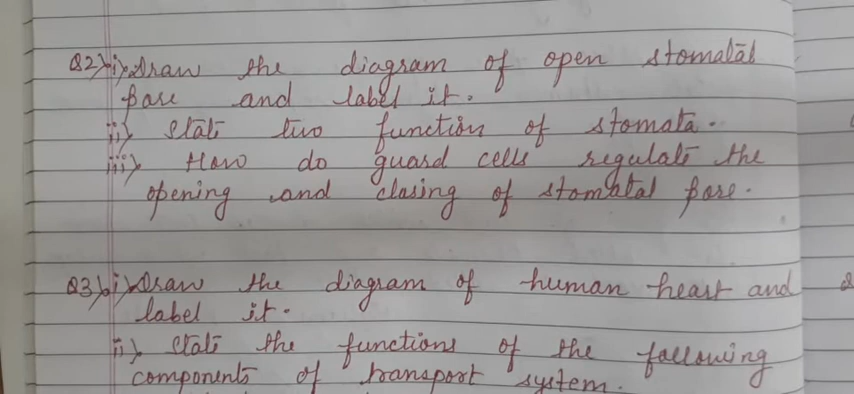 Q2) i) Draw the diagram of open stomatal
pore and label it.
ii) State two function of stomata.
iii) How do guard cells regulate the
opening and closing of stomatal pore.
Q3) i) Draw the diagram of human heart and
label it.
ii) State the functions of the following
components of transport system.